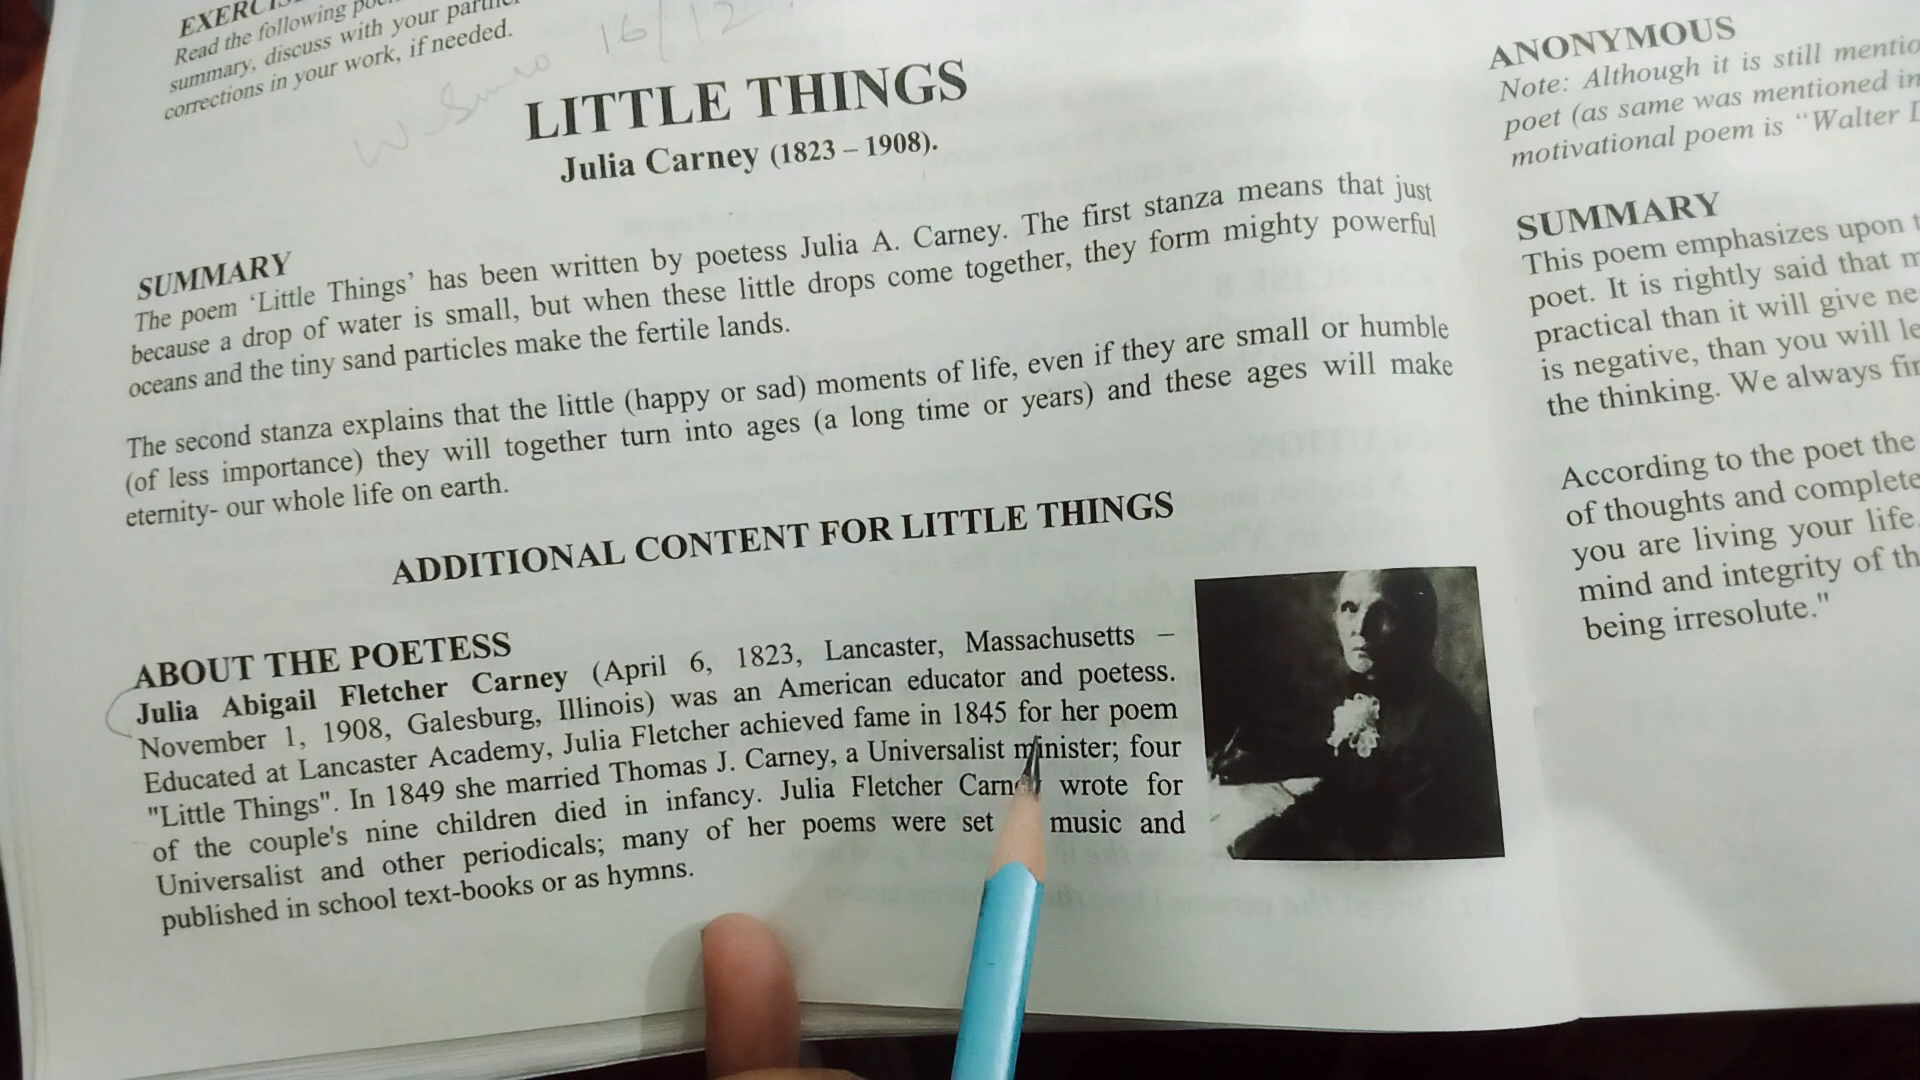 EXERCIS
Read the following poe
summary, discuss with your partne
corrections in your work, if needed.
16/12
LITTLE THINGS
Julia Carney (1823 – 1908).
SUMMARY
The poem ‘Little Things’ has been written by poetess Julia A. Carney. The first stanza means that just
because a drop of water is small, but when these little drops come together, they form mighty powerful
oceans and the tiny sand particles make the fertile lands.
The second stanza explains that the little (happy or sad) moments of life, even if they are small or humble
(of less importance) they will together turn into ages (a long time or years) and these ages will make
eternity- our whole life on earth.
ADDITIONAL CONTENT FOR LITTLE THINGS
ABOUT THE POETESS
Julia Abigail Fletcher Carney (April 6, 1823, Lancaster, Massachusetts –
November 1, 1908, Galesburg, Illinois) was an American educator and poetess.
Educated at Lancaster Academy, Julia Fletcher achieved fame in 1845 for her poem
"Little Things". In 1849 she married Thomas J. Carney, a Universalist minister; four
of the couple's nine children died in infancy. Julia Fletcher Carney wrote for
Universalist and other periodicals; many of her poems were set music and
published in school text-books or as hymns.
ANONYMOUS
Note: Although it is still mentio
poet (as same was mentioned in
motivational poem is “Walter D
SUMMARY
This poem emphasizes upon t
poet. It is rightly said that m
practical than it will give ne
is negative, than you will le
the thinking. We always fin
According to the poet the
of thoughts and complete
you are living your life.
mind and integrity of th
being irresolute."